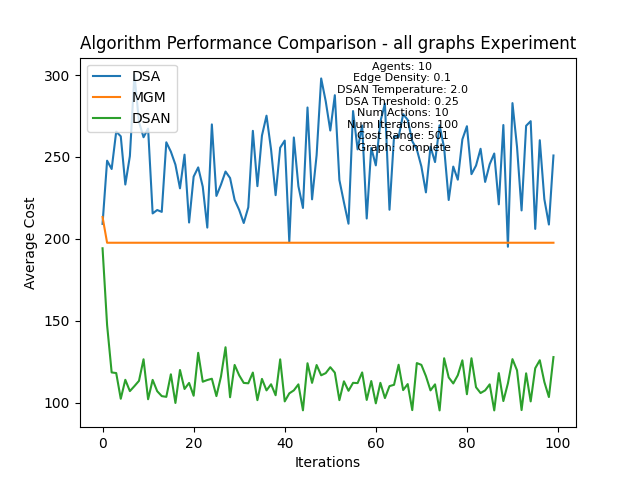 Algorithm Performance Comparison - all graphs Experiment
DSA
MGM
DSAN
Agents: 10
Edge Density: 0.1
DSAN Temperature: 2.0
DSA Threshold: 0.25
Num Actions: 10
Num Iterations: 100
Cost Range: 501
Graph: complete
300
250
200
150
100
Average Cost
0
20
40
60
80
100
Iterations